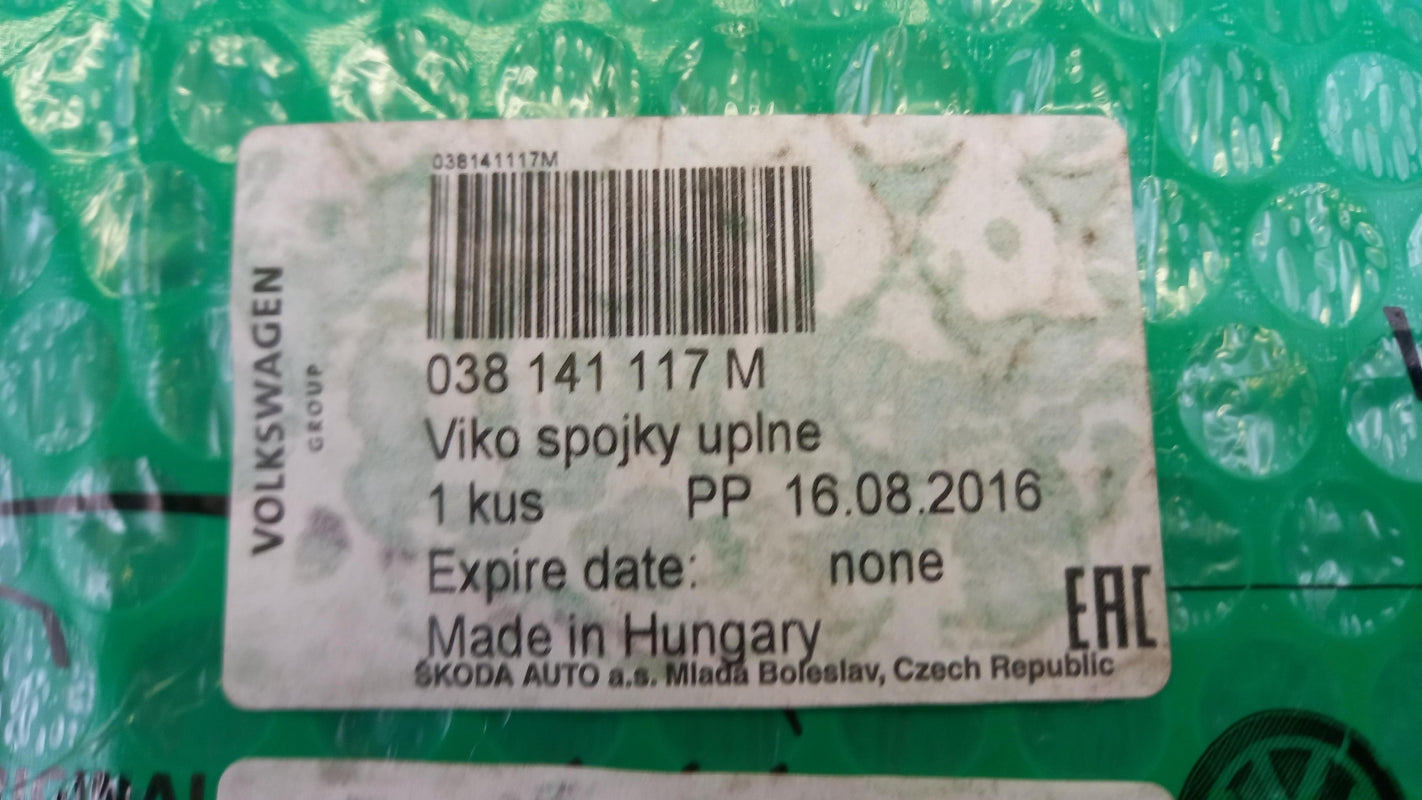 038141117M
VOLKSWAGEN
GROUP
038 141 117 M
Viko spojky uplne
1 kus PP 16.08.2016
Expire date: none
Made in Hungary
EAC
ŠKODA AUTO a.s. Mladá Boleslav, Czech Republic